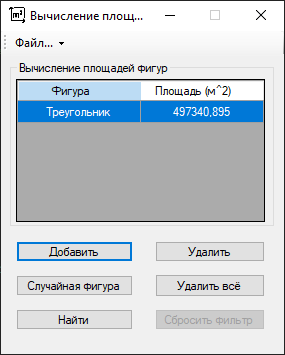 m² Вычисление площ...
Файл...
Вычисление площадей фигур
Фигура Площадь (м^2)
Треугольник 497340,895
Добавить Удалить
Случайная фигура Удалить всё
Найти Сбросить фильтр